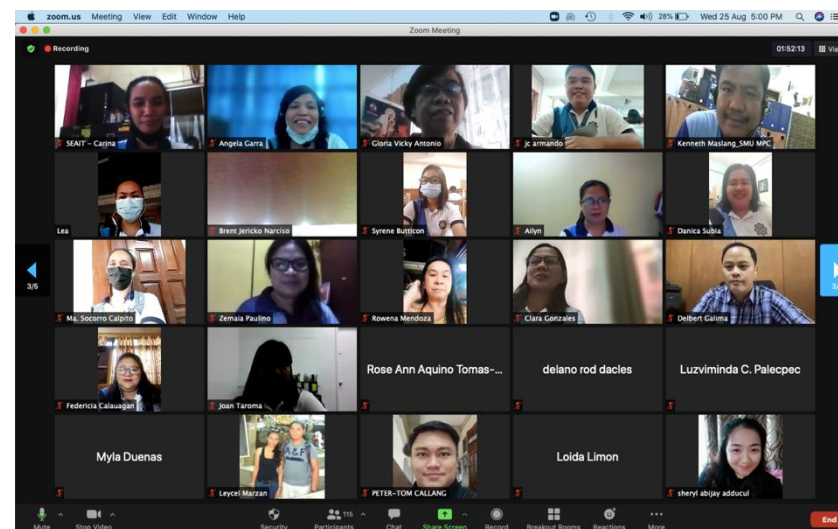 zoom.us Meeting View Edit Window Help
28% Wed 25 Aug 5:00 PM
Zoom Meeting
Recording
01:52:13 Vie
SEAIT - Carina
Angela Garra
Gloria Vicky Antonio
jc armando
Kenneth Maslang_SMU MPC
Lea
Brent Jericko Narciso
Syrene Butticon
Ailyn
Danica Subia
3/5
3/
Ma. Socorro Calpito
Zemaia Paulino
Rowena Mendoza
Clara Gonzales
Delbert Galima
Federicia Calauagan
Joan Taroma
Rose Ann Aquino Tomas-...
delano rod dacles
Luzviminda C. Palecpec
Myla Duenas
Leycel Marzan
PETER-TOM CALLANG
Loida Limon
sheryl abijay adducul
115
Mute Stop Video Security Participants Chat Share Screen Record Breakout Rooms Reactions More
End